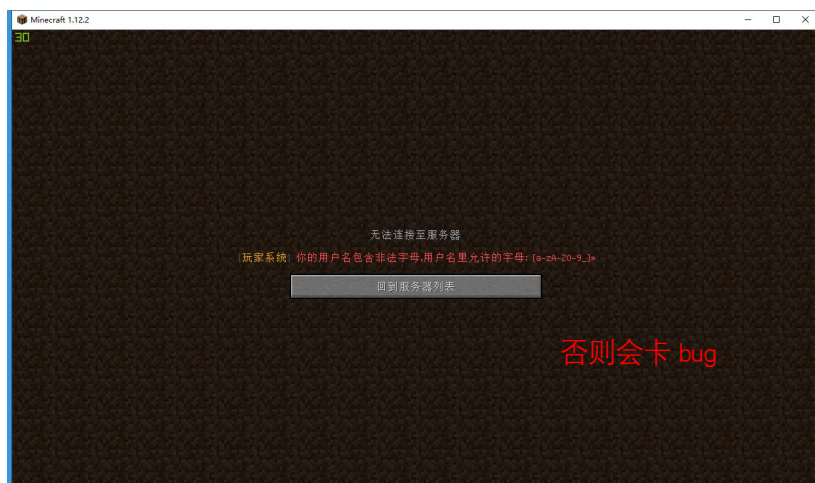 Minecraft 1.12.2
30
无法连接至服务器
[玩家系统] 你的用户名包含非法字母,用户名里允许的字母: [a-zA-Z0-9_]*
回到服务器列表
否则会卡 bug